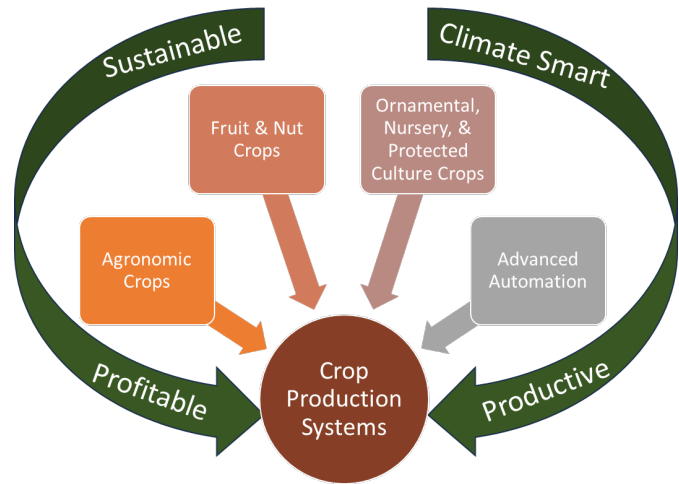 Sustainable
Climate Smart
Fruit & Nut
Crops
Ornamental,
Nursery, &
Protected
Culture Crops
Agronomic
Crops
Advanced
Automation
Profitable
Productive
Crop
Production
Systems